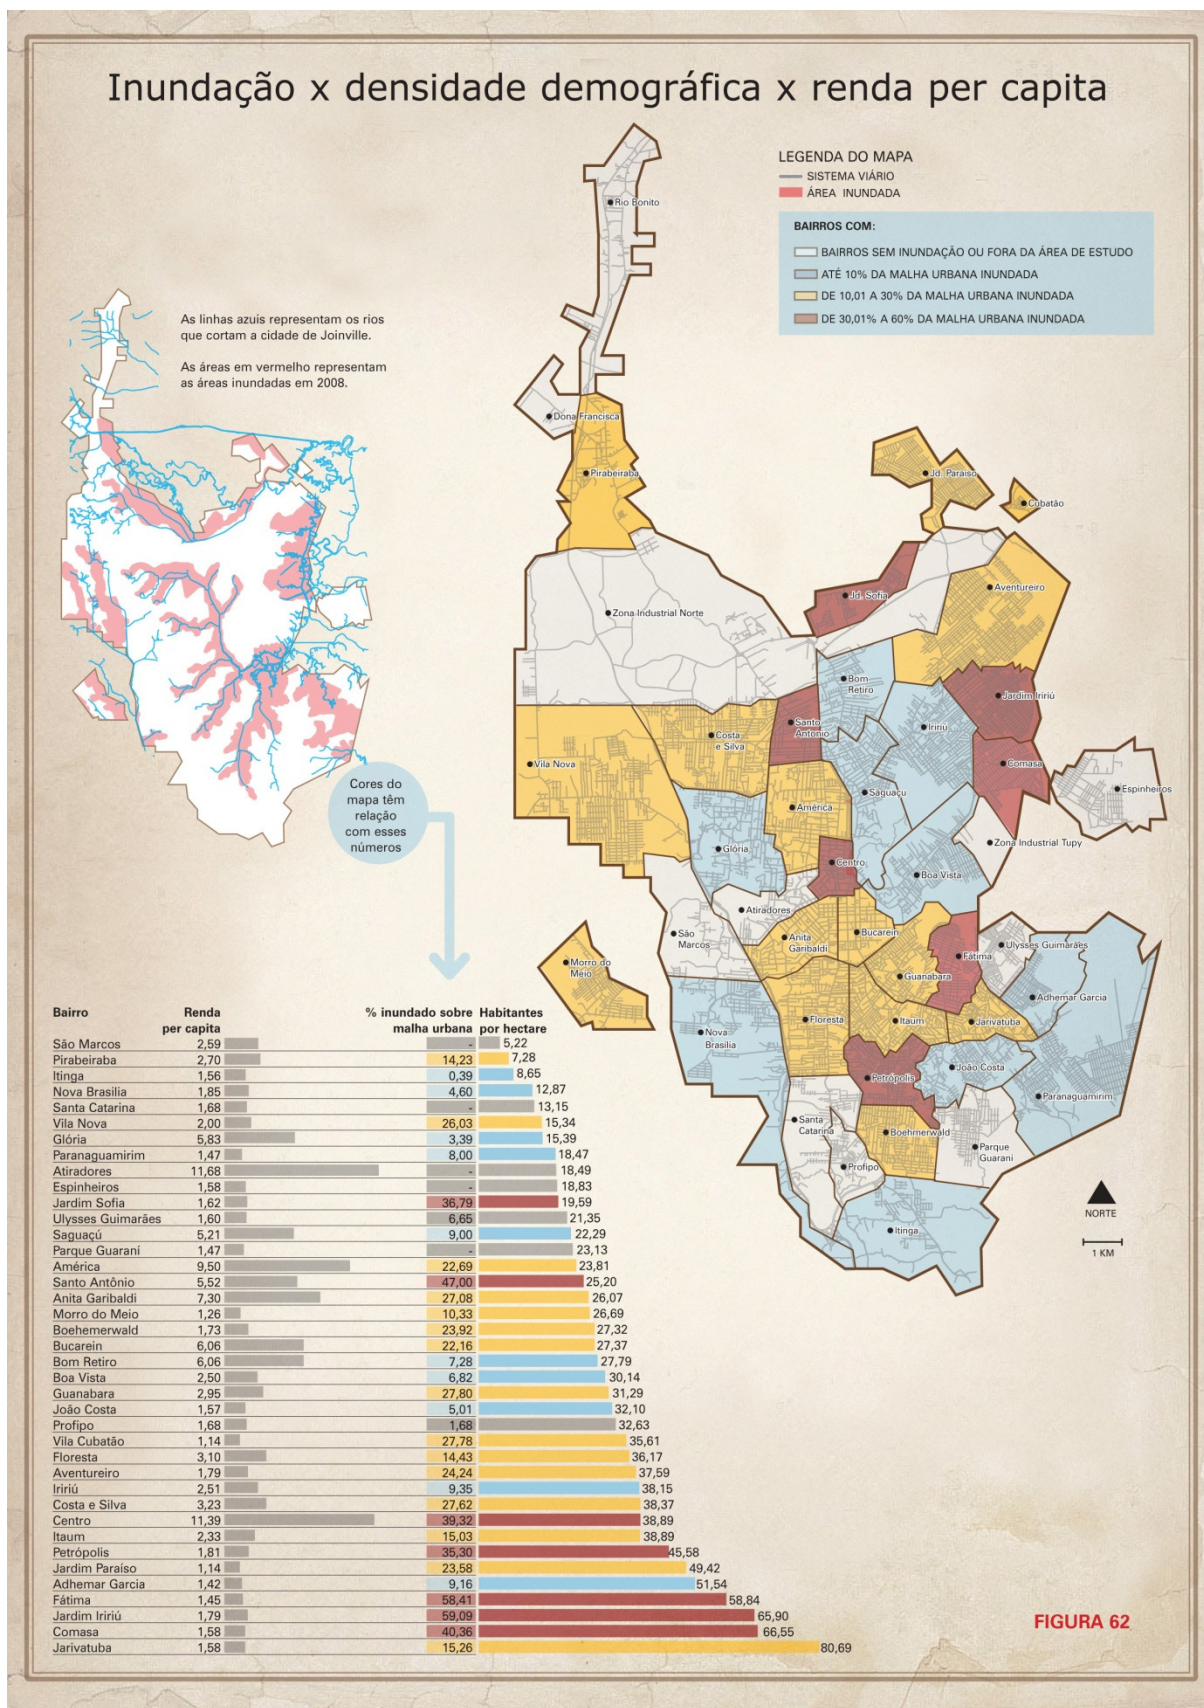 Inundação x densidade demográfica x renda per capita
LEGENDA DO MAPA
SISTEMA VIÁRIO
ÁREA INUNDADA
BAIRROS COM:
BAIRROS SEM INUNDAÇÃO OU FORA DA ÁREA DE ESTUDO
ATÉ 10% DA MALHA URBANA INUNDADA
DE 10,01 A 30% DA MALHA URBANA INUNDADA
DE 30,01% A 60% DA MALHA URBANA INUNDADA
As linhas azuis representam os rios
que cortam a cidade de Joinville.
As áreas em vermelho representam
as áreas inundadas em 2008.
Cores do
mapa têm
relação
com esses
números
Rio Bonito
Dona Francisca
Pirabeiraba
Jd. Paraiso
Cubatão
Jd. Sofia
Aventureiro
Zona Industrial Norte
Bom
Retiro
Jardim Iririú
Santo
Antonio
Iririú
Costa
e Silva
Vila Nova
Comasa
Espinheiros
Saguaçu
América
Zona Industrial Tupy
Glória
Centro
Boa Vista
Atiradores
São
Marcos
Anita
Garibaldi
Bucarein
Ulysses Guimarães
Fátima
Morro do
Meio
Guanabara
Adhemar Garcia
Floresta
Itaum
Jarivatuba
Nova
Brasilia
João Costa
Petrópolis
Paranaguamirim
Santa
Catarina
Boehmerwald
Parque
Guarani
Profipo
Itinga
NORTE
1 KM
Bairro Renda per capita % inundado sobre malha urbana Habitantes por hectare
São Marcos 2,59 - 5,22
Pirabeiraba 2,70 14,23 7,28
Itinga 1,56 0,39 8,65
Nova Brasilia 1,85 4,60 12,87
Santa Catarina 1,68 - 13,15
Vila Nova 2,00 26,03 15,34
Glória 5,83 3,39 15,39
Paranaguamirim 1,47 8,00 18,47
Atiradores 11,68 - 18,49
Espinheiros 1,58 - 18,83
Jardim Sofia 1,62 36,79 19,59
Ulysses Guimarães 1,60 6,65 21,35
Saguaçú 5,21 9,00 22,29
Parque Guaraní 1,47 - 23,13
América 9,50 22,69 23,81
Santo Antônio 5,52 47,00 25,20
Anita Garibaldi 7,30 27,08 26,07
Morro do Meio 1,26 10,33 26,69
Boehemerwald 1,73 23,92 27,32
Bucarein 6,06 22,16 27,37
Bom Retiro 6,06 7,28 27,79
Boa Vista 2,50 6,82 30,14
Guanabara 2,95 27,80 31,29
João Costa 1,57 5,01 32,10
Profipo 1,68 1,68 32,63
Vila Cubatão 1,14 27,78 35,61
Floresta 3,10 14,43 36,17
Aventureiro 1,79 24,24 37,59
Iririú 2,51 9,35 38,15
Costa e Silva 3,23 27,62 38,37
Centro 11,39 39,32 38,89
Itaum 2,33 15,03 38,89
Petrópolis 1,81 35,30 45,58
Jardim Paraíso 1,14 23,58 49,42
Adhemar Garcia 1,42 9,16 51,54
Fátima 1,45 58,41 58,84
Jardim Iririú 1,79 59,09 65,90
Comasa 1,58 40,36 66,55
Jarivatuba 1,58 15,26 80,69
FIGURA 62